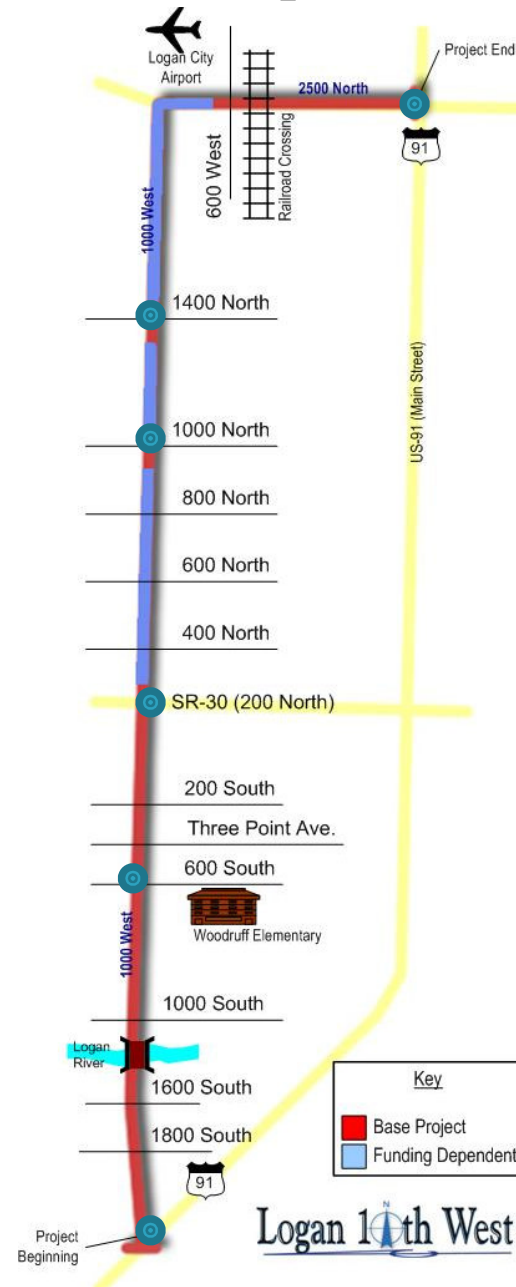 Project End
Logan City
Airport
2500 North
91
600 West
Railroad Crossing
1000 West
1400 North
US-91 (Main Street)
1000 North
800 North
600 North
400 North
SR-30 (200 North)
200 South
Three Point Ave.
600 South
Woodruff Elementary
1000 West
1000 South
Logan
River
Key
1600 South
Base Project
1800 South
Funding Dependent
91
N
Logan 10th West
Project
Beginning